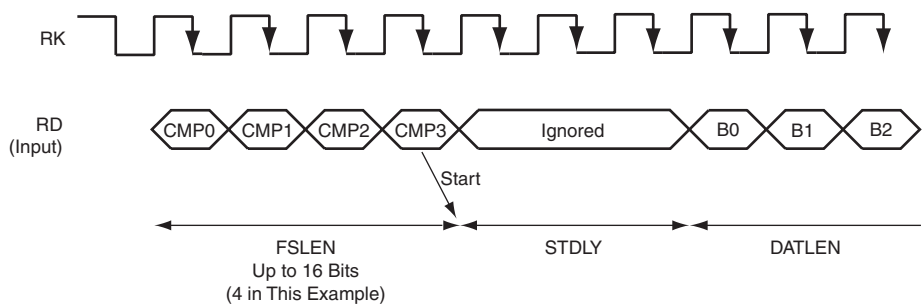 RK
RD
(Input)
CMP0
CMP1
CMP2
CMP3
Ignored
B0
B1
B2
Start
FSLEN
Up to 16 Bits
(4 in This Example)
STDLY
DATLEN